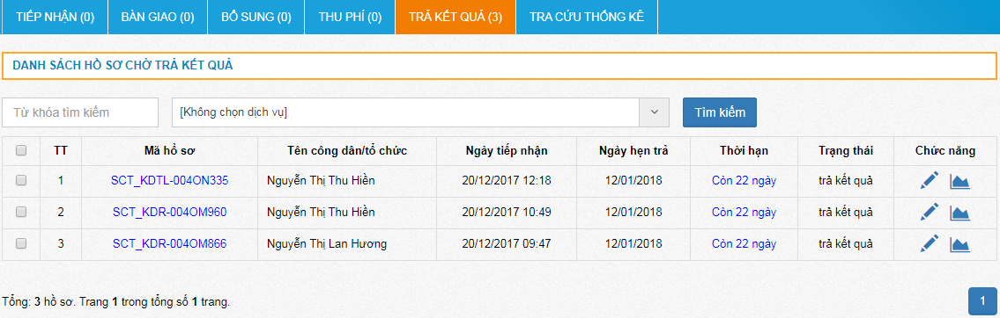 TIẾP NHẬN (0) BÀN GIAO (0) BỔ SUNG (0) THU PHÍ (0) TRẢ KẾT QUẢ (3) TRA CỨU THỐNG KÊ
DANH SÁCH HỒ SƠ CHỜ TRẢ KẾT QUẢ
Từ khóa tìm kiếm [Không chọn dịch vụ] Tìm kiếm
TT Mã hồ sơ Tên công dân/tổ chức Ngày tiếp nhận Ngày hẹn trả Thời hạn Trạng thái Chức năng
1 SCT_KDTL-004ON335 Nguyễn Thị Thu Hiền 20/12/2017 12:18 12/01/2018 Còn 22 ngày trả kết quả
2 SCT_KDR-004OM960 Nguyễn Thị Thu Hiền 20/12/2017 10:49 12/01/2018 Còn 22 ngày trả kết quả
3 SCT_KDR-004OM866 Nguyễn Thị Lan Hương 20/12/2017 09:47 12/01/2018 Còn 22 ngày trả kết quả
Tổng: 3 hồ sơ. Trang 1 trong tổng số 1 trang. 1